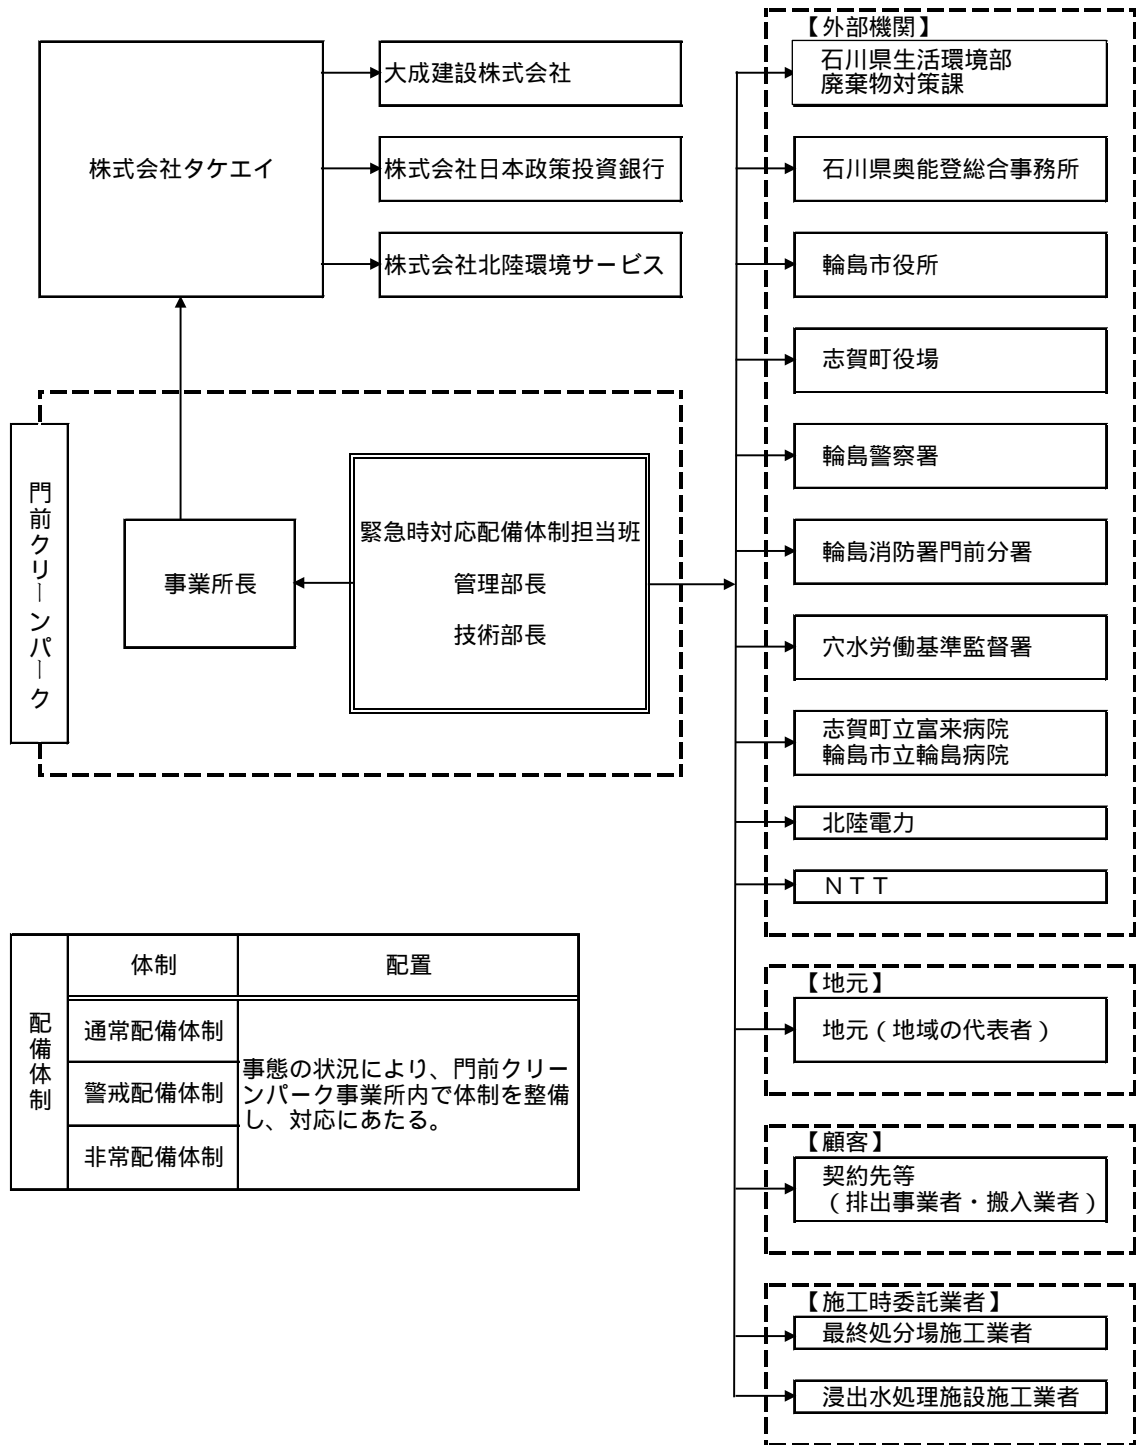 株式会社タケエイ
大成建設株式会社
株式会社日本政策投資銀行
株式会社北陸環境サービス
門前クリーンパーク
事業所長
緊急時対応配備体制担当班
管理部長
技術部長
【外部機関】
石川県生活環境部
廃棄物対策課
石川県奥能登総合事務所
輪島市役所
志賀町役場
輪島警察署
輪島消防署門前分署
穴水労働基準監督署
志賀町立富来病院
輪島市立輪島病院
北陸電力
ＮＴＴ
【地元】
地元（地域の代表者）
【顧客】
契約先等
（排出事業者・搬入業者）
【施工時委託業者】
最終処分場施工業者
浸出水処理施設施工業者
配備体制
体制
配置
通常配備体制
警戒配備体制
非常配備体制
事態の状況により、門前クリー
ンパーク事業所内で体制を整備
し、対応にあたる。